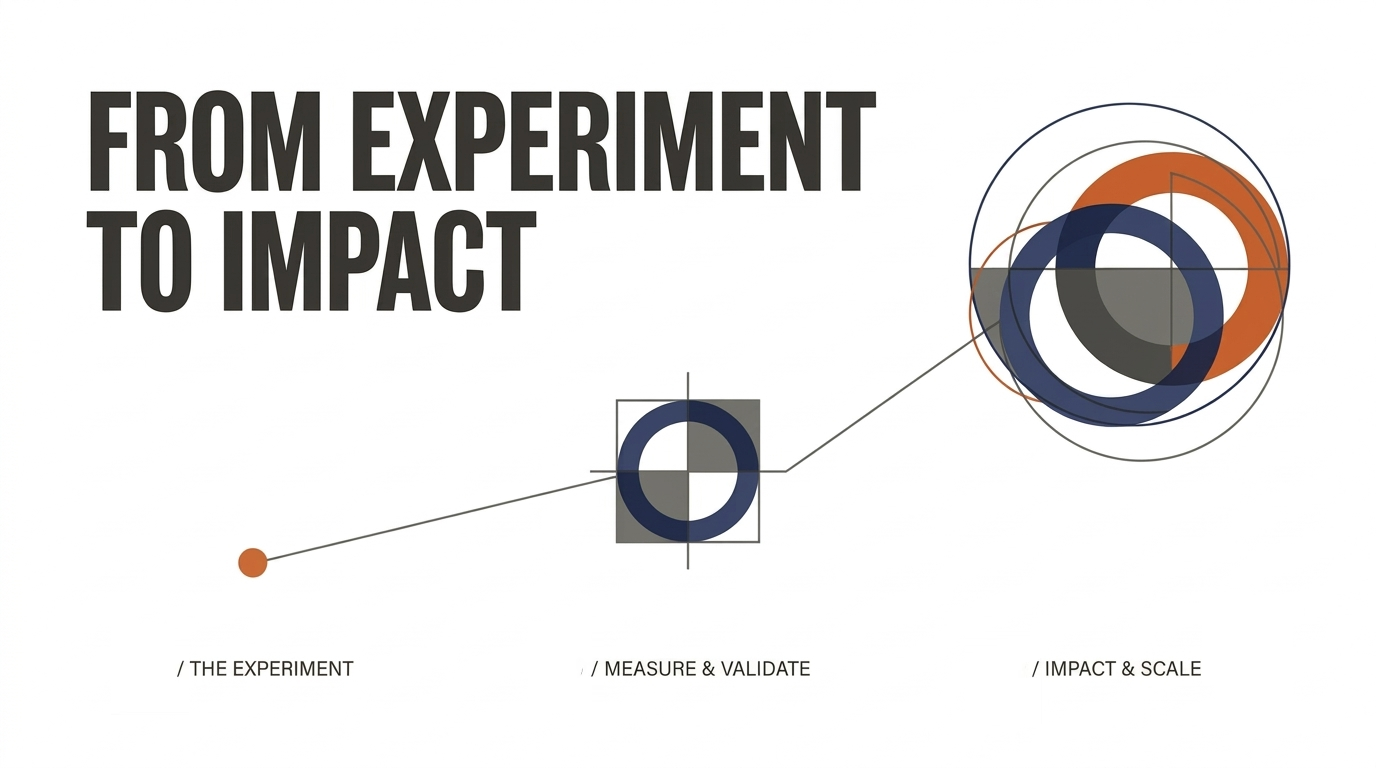 FROM EXPERIMENT
TO IMPACT
/ THE EXPERIMENT
/ MEASURE & VALIDATE
/ IMPACT & SCALE